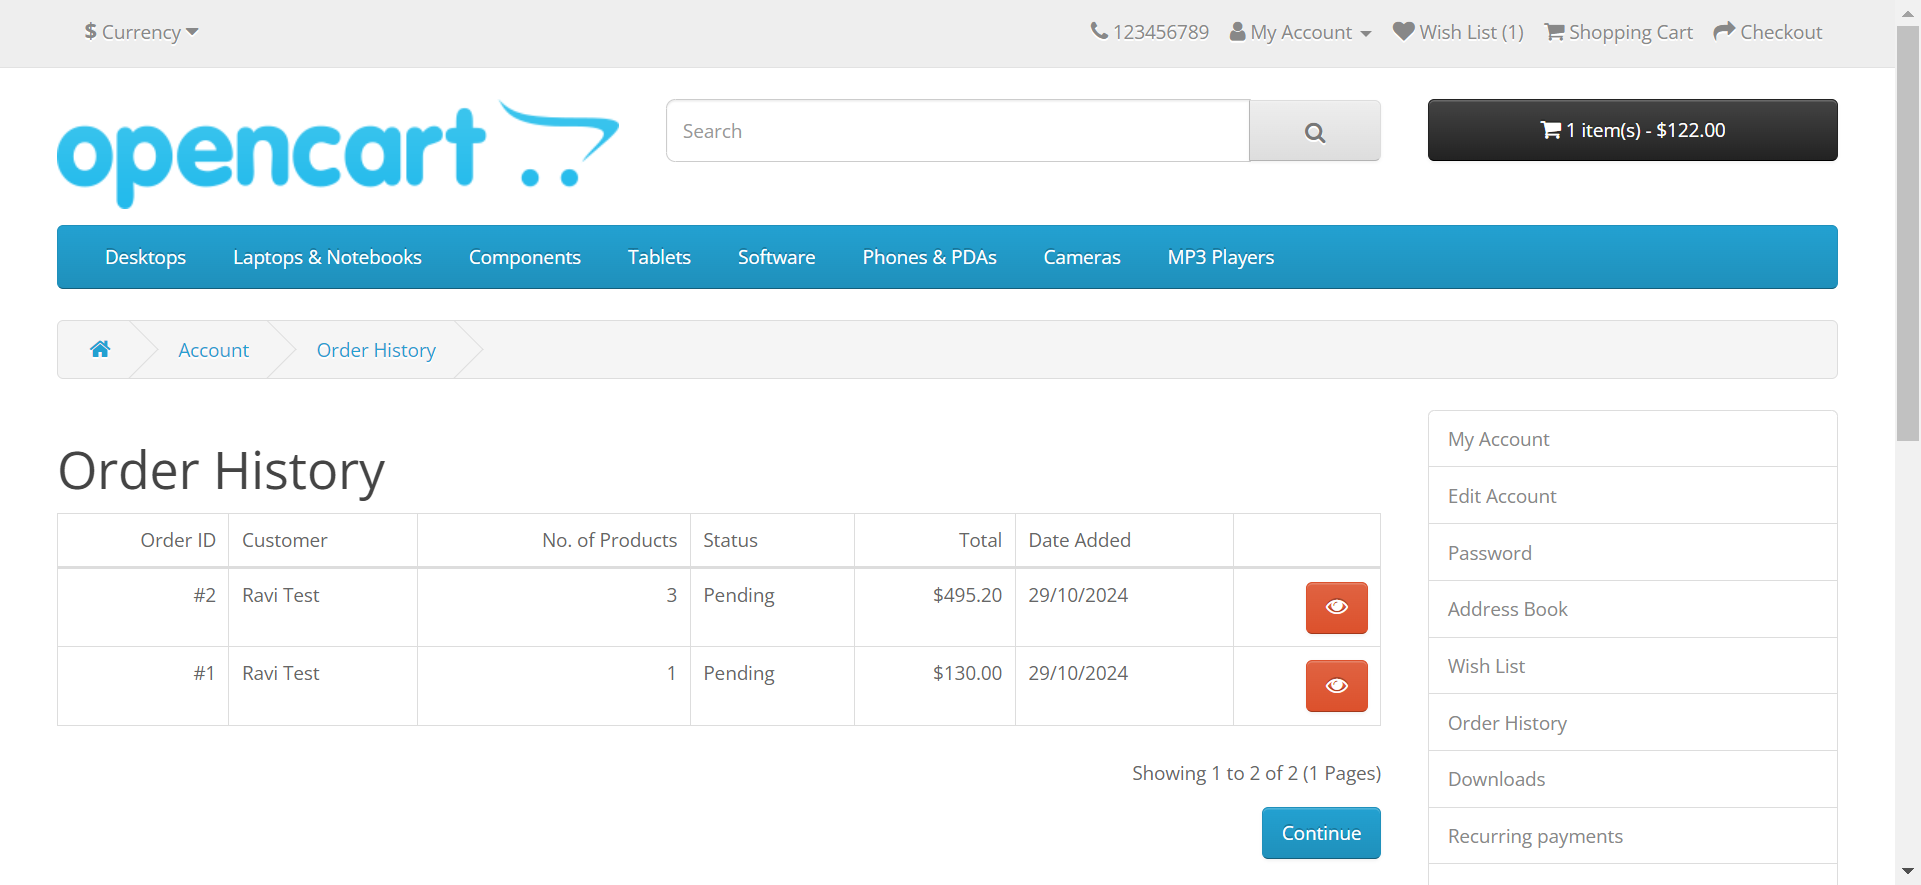 $ Currency 123456789 My Account Wish List (1) Shopping Cart Checkout
opencart Search 1 item(s) - $122.00
Desktops Laptops & Notebooks Components Tablets Software Phones & PDAs Cameras MP3 Players
Account Order History
Order History
Order ID Customer No. of Products Status Total Date Added
#2 Ravi Test 3 Pending $495.20 29/10/2024
#1 Ravi Test 1 Pending $130.00 29/10/2024
Showing 1 to 2 of 2 (1 Pages)
Continue
My Account
Edit Account
Password
Address Book
Wish List
Order History
Downloads
Recurring payments